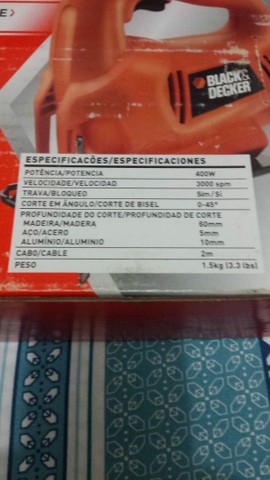 E>
BLACK&
DECKER
ESPECIFICACÕES/ESPECIFICACIONES
POTÊNCIA/POTENCIA 400W
VELOCIDADE/VELOCIDAD 3000 spm
TRAVA/BLOQUEO Sim/Sí
CORTE EM ÂNGULO/CORTE DE BISEL 0-45°
PROFUNDIDADE DO CORTE/PROFUNDIDAD DE CORTE
MADEIRA/MADERA 60mm
AÇO/ACERO 5mm
ALUMÍNIO/ALUMINIO 10mm
CABO/CABLE 2m
PESO 1.5kg (3.3 lbs)